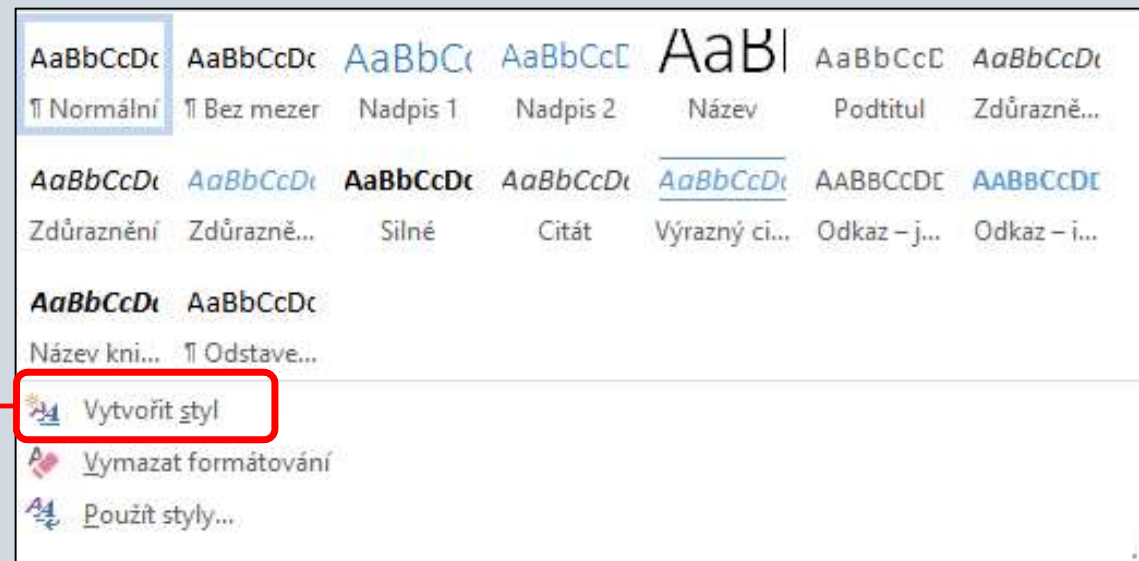 AaBbCcDc AaBbCcDc AaBbCc AaBbCcD AaB AaBbCcD AaBbCcDc
¶ Normální ¶ Bez mezer Nadpis 1 Nadpis 2 Název Podtitul Zdůrazně...
AaBbCcDc AaBbCcDc AaBbCcDc AaBbCcDc AaBbCcDc AABBCCDD AABBCCDD
Zdůraznění Zdůrazně... Silné Citát Výrazný ci... Odkaz – j... Odkaz – i...
AaBbCcDc AaBbCcDc
Název kni... ¶ Odstave...
Vytvořit styl
Vymazat formátování
Použít styly...